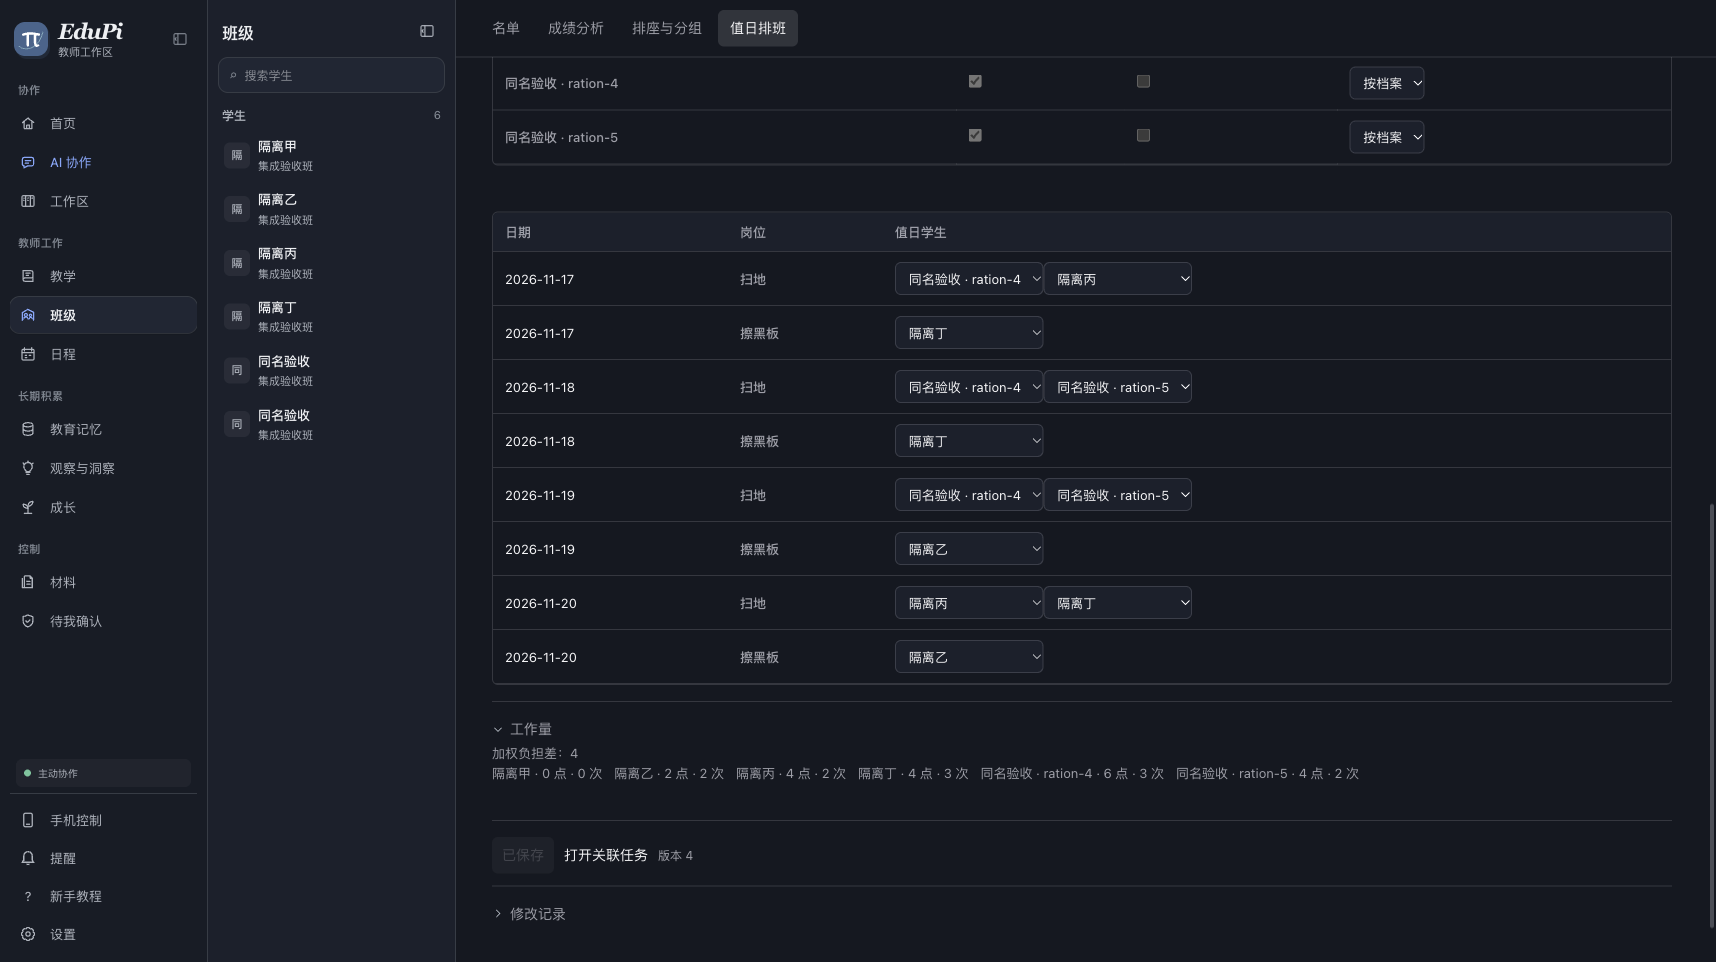 EduPi
教师工作区
协作
首页
AI 协作
工作区
教师工作
教学
班级
日程
长期积累
教育记忆
观察与洞察
成长
控制
材料
待我确认
主动协作
手机控制
提醒
? 新手教程
设置
班级
搜索学生
学生 6
隔 隔离甲
集成验收班
隔 隔离乙
集成验收班
隔 隔离丙
集成验收班
隔 隔离丁
集成验收班
同 同名验收
集成验收班
同 同名验收
集成验收班
名单 成绩分析 排座与分组 值日排班
同名验收 · ration-4 按档案
同名验收 · ration-5 按档案
日期 岗位 值日学生
2026-11-17 扫地 同名验收 · ration-4 隔离丙
2026-11-17 擦黑板 隔离丁
2026-11-18 扫地 同名验收 · ration-4 同名验收 · ration-5
2026-11-18 擦黑板 隔离丁
2026-11-19 扫地 同名验收 · ration-4 同名验收 · ration-5
2026-11-19 擦黑板 隔离乙
2026-11-20 扫地 隔离丙 隔离丁
2026-11-20 擦黑板 隔离乙
工作量
加权负担差: 4
隔离甲 · 0 点 · 0 次 隔离乙 · 2 点 · 2 次 隔离丙 · 4 点 · 2 次 隔离丁 · 4 点 · 3 次 同名验收 · ration-4 · 6 点 · 3 次 同名验收 · ration-5 · 4 点 · 2 次
已保存 打开关联任务 版本 4
修改记录